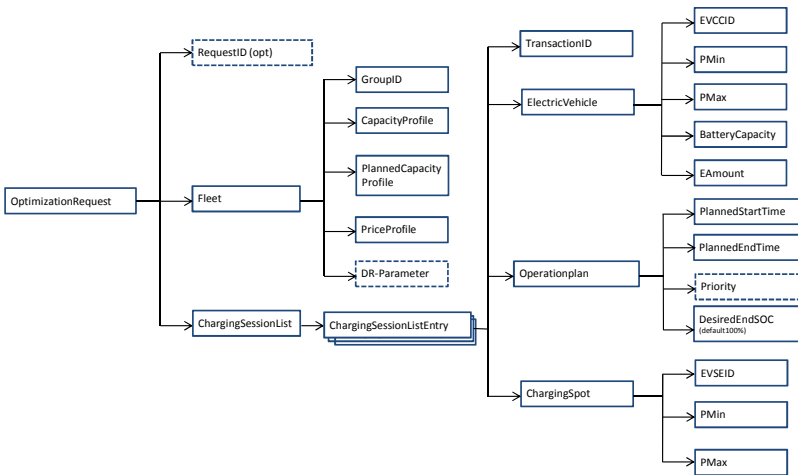 OptimizationRequest
RequestID (opt)
Fleet
GroupID
CapacityProfile
PlannedCapacity
Profile
PriceProfile
DR-Parameter
ChargingSessionList
ChargingSessionListEntry
TransactionID
ElectricVehicle
EVCCID
PMin
PMax
BatteryCapacity
EAmount
Operationplan
PlannedStartTime
PlannedEndTime
Priority
DesiredEndSOC
(default100%)
ChargingSpot
EVSEID
PMin
PMax